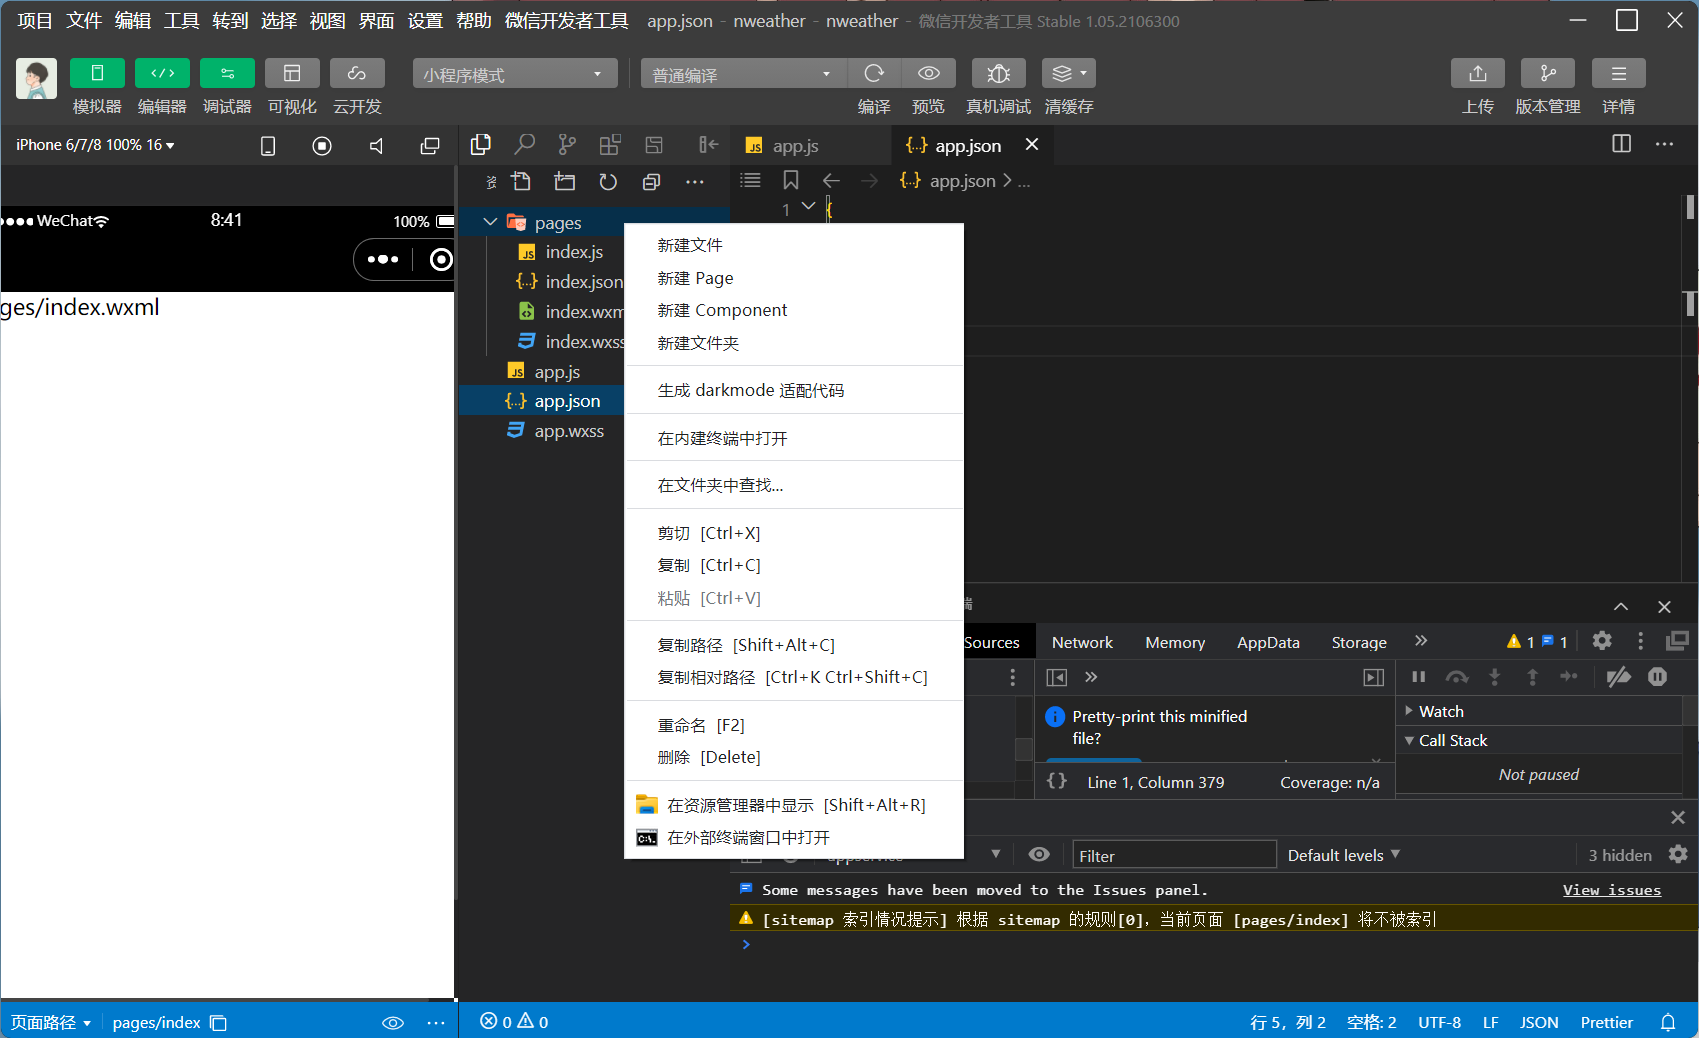 项目 文件 编辑 工具 转到 选择 视图 界面 设置 帮助 微信开发者工具 app.json - nweather - nweather - 微信开发者工具 Stable 1.05.2106300
小程序模式 普通编译
模拟器 编辑器 调试器 可视化 云开发 编译 预览 真机调试 清缓存 上传 版本管理 详情
iPhone 6/7/8 100% 16
app.js app.json
app.json > ...
WeChat 8:41 100%
1 {
ges/index.wxml
pages
index.js
index.json
index.wxm
index.wxss
app.js
app.json
app.wxss
新建文件
新建 Page
新建 Component
新建文件夹
生成 darkmode 适配代码
在内建终端中打开
在文件夹中查找...
剪切 [Ctrl+X]
复制 [Ctrl+C]
粘贴 [Ctrl+V]
复制路径 [Shift+Alt+C]
复制相对路径 [Ctrl+K Ctrl+Shift+C]
重命名 [F2]
删除 [Delete]
在资源管理器中显示 [Shift+Alt+R]
在外部终端窗口中打开
Sources Network Memory AppData Storage 1 1
Pretty-print this minified
file?
{} Line 1, Column 379 Coverage: n/a
Watch
Call Stack
Not paused
appservice Filter Default levels 3 hidden
Some messages have been moved to the Issues panel. View issues
[sitemap 索引情况提示] 根据 sitemap 的规则[0]，当前页面 [pages/index] 将不被索引
页面路径 pages/index 0 0 行 5，列 2 空格: 2 UTF-8 LF JSON Prettier